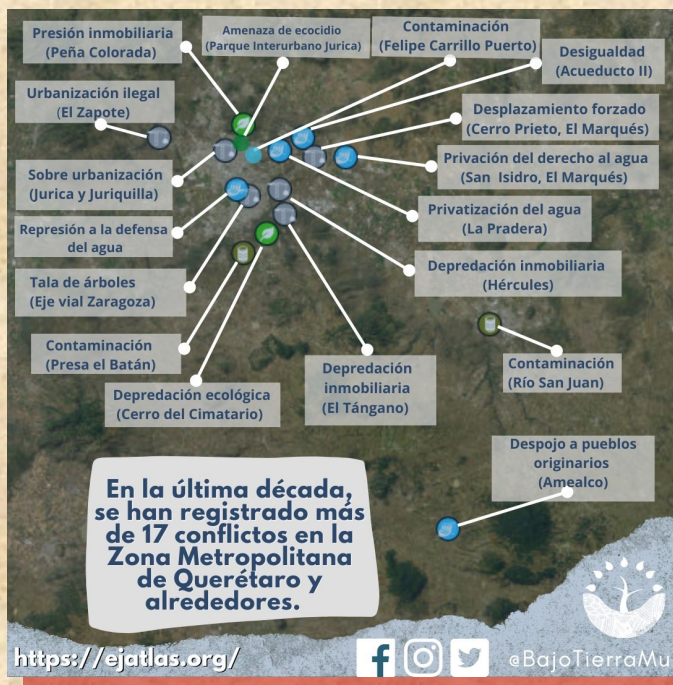 Presión inmobiliaria
(Peña Colorada)
Amenaza de ecocidio
(Parque Interurbano Jurica)
Contaminación
(Felipe Carrillo Puerto)
Desigualdad
(Acueducto II)
Urbanización ilegal
(El Zapote)
Desplazamiento forzado
(Cerro Prieto, El Marqués)
Privación del derecho al agua
(San Isidro, El Marqués)
Sobre urbanización
(Jurica y Juriquilla)
Privatización del agua
(La Pradera)
Represión a la defensa
del agua
Depredación inmobiliaria
(Hércules)
Tala de árboles
(Eje vial Zaragoza)
Contaminación
(Presa el Batán)
Depredación ecológica
(Cerro del Cimatario)
Depredación
inmobiliaria
(El Tángano)
Contaminación
(Río San Juan)
Despojo a pueblos
originarios
(Amealco)
En la última década,
se han registrado más
de 17 conflictos en la
Zona Metropolitana
de Querétaro y
alrededores.
https://ejatlas.org/
@BajoTierraMu